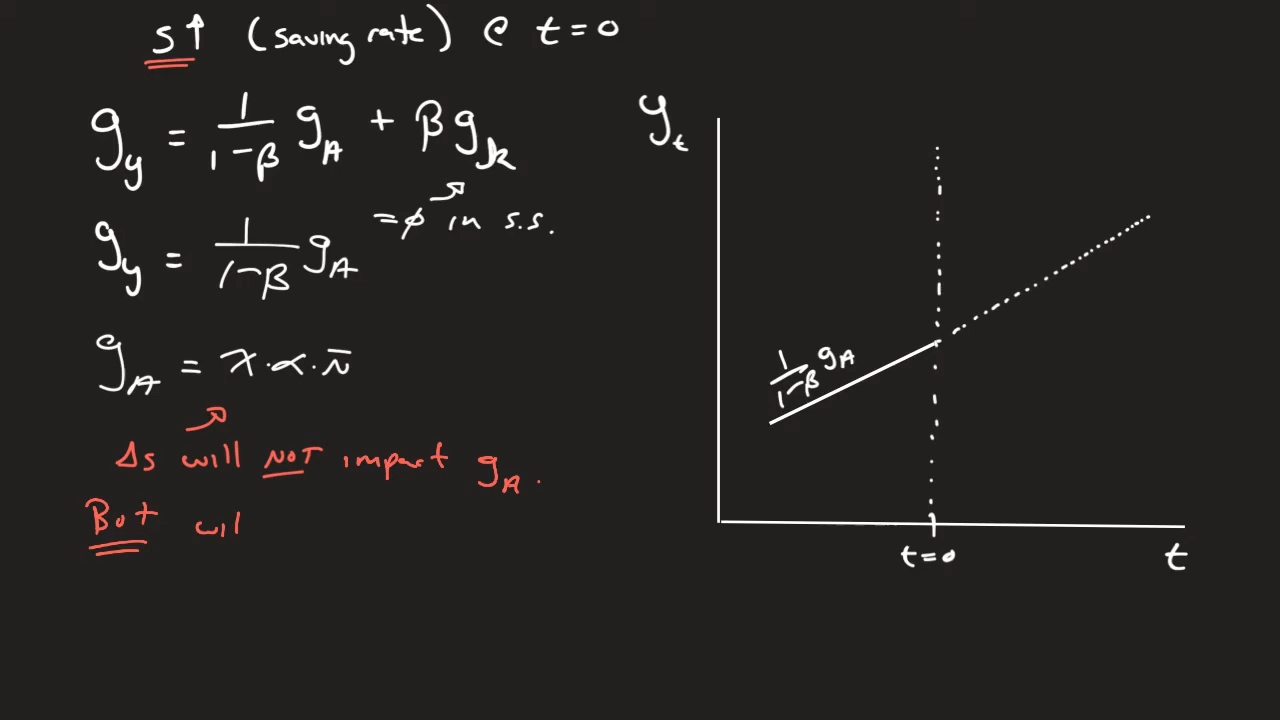 s↑ (saving rate) @ t = 0
g_y = 1/(1-β) g_A + β g_k
= ϕ in s.s.
g_y = 1/(1-β) g_A
g_A = λ·α·N̄
Δs will NOT impact g_A.
But wil
y_t
1/(1-β) g_A
t=0
t